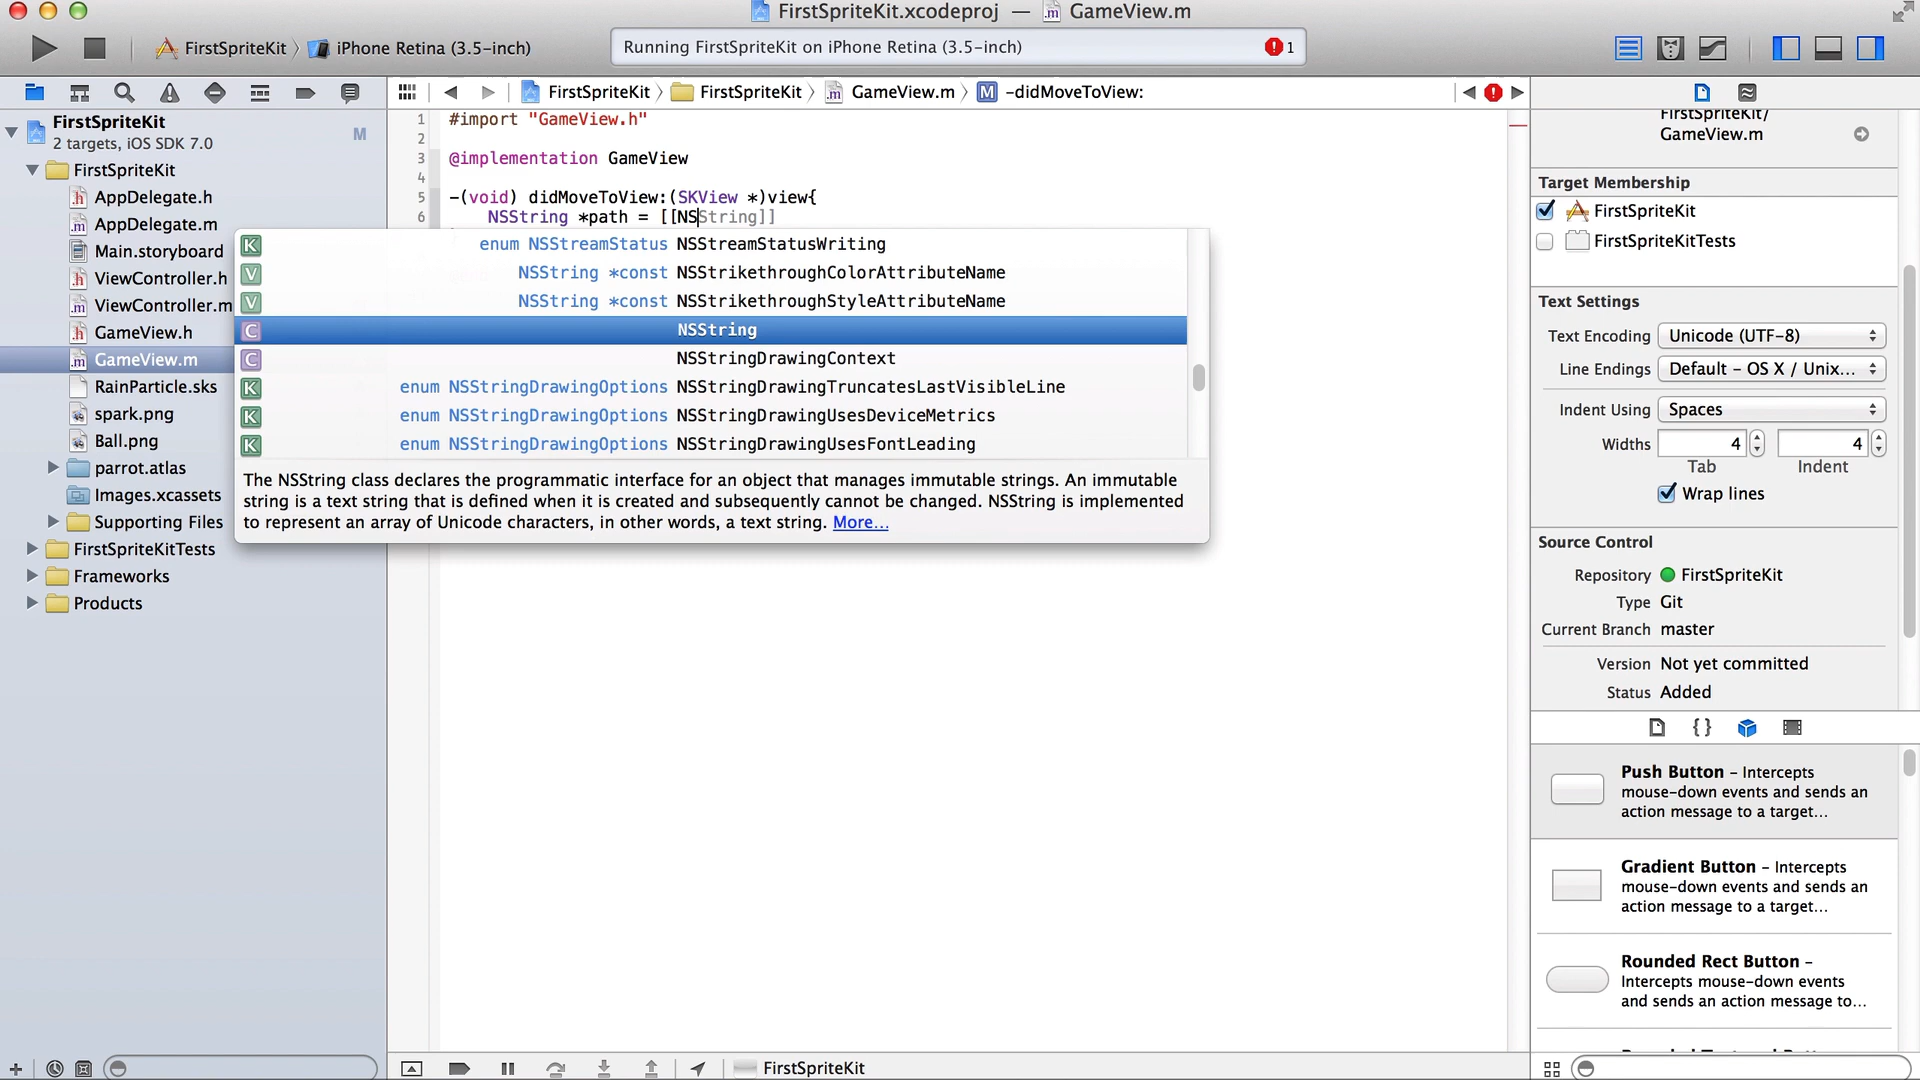 FirstSpriteKit.xcodeproj — GameView.m
FirstSpriteKit iPhone Retina (3.5-inch)
Running FirstSpriteKit on iPhone Retina (3.5-inch) 1
FirstSpriteKit FirstSpriteKit GameView.m M -didMoveToView:
FirstSpriteKit
2 targets, iOS SDK 7.0
M
FirstSpriteKit
AppDelegate.h
AppDelegate.m
Main.storyboard
ViewController.h
ViewController.m
GameView.h
GameView.m
RainParticle.sks
spark.png
Ball.png
parrot.atlas
Images.xcassets
Supporting Files
FirstSpriteKitTests
Frameworks
Products
1 #import "GameView.h"
2
3 @implementation GameView
4
5 -(void) didMoveToView:(SKView *)view{
6 NSString *path = [[NSString]]
K enum NSStreamStatus NSStreamStatusWriting
V NSString *const NSStrikethroughColorAttributeName
V NSString *const NSStrikethroughStyleAttributeName
C NSString
C NSStringDrawingContext
K enum NSStringDrawingOptions NSStringDrawingTruncatesLastVisibleLine
K enum NSStringDrawingOptions NSStringDrawingUsesDeviceMetrics
K enum NSStringDrawingOptions NSStringDrawingUsesFontLeading
The NSString class declares the programmatic interface for an object that manages immutable strings. An immutable
string is a text string that is defined when it is created and subsequently cannot be changed. NSString is implemented
to represent an array of Unicode characters, in other words, a text string. More...
FirstSpriteKit/
GameView.m
Target Membership
FirstSpriteKit
FirstSpriteKitTests
Text Settings
Text Encoding Unicode (UTF-8)
Line Endings Default - OS X / Unix...
Indent Using Spaces
Widths 4 4
Tab Indent
Wrap lines
Source Control
Repository FirstSpriteKit
Type Git
Current Branch master
Version Not yet committed
Status Added
{ }
Push Button - Intercepts
mouse-down events and sends an
action message to a target...
Gradient Button - Intercepts
mouse-down events and sends an
action message to a target...
Rounded Rect Button -
Intercepts mouse-down events
and sends an action message to...
FirstSpriteKit